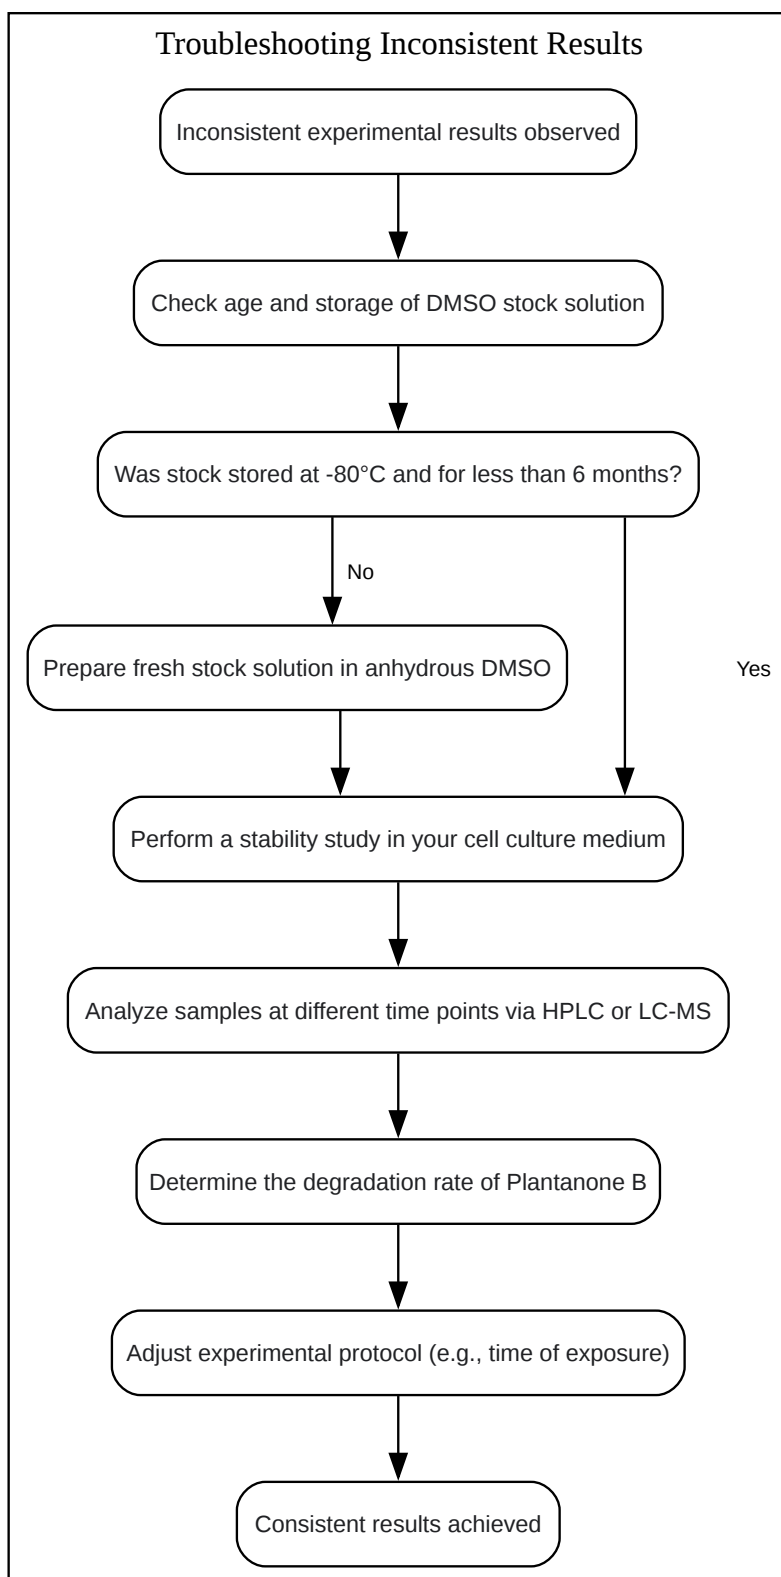 Troubleshooting Inconsistent Results
Inconsistent experimental results observed
Check age and storage of DMSO stock solution
Was stock stored at -80°C and for less than 6 months?
No
Prepare fresh stock solution in anhydrous DMSO
Yes
Perform a stability study in your cell culture medium
Analyze samples at different time points via HPLC or LC-MS
Determine the degradation rate of Plantanone B
Adjust experimental protocol (e.g., time of exposure)
Consistent results achieved